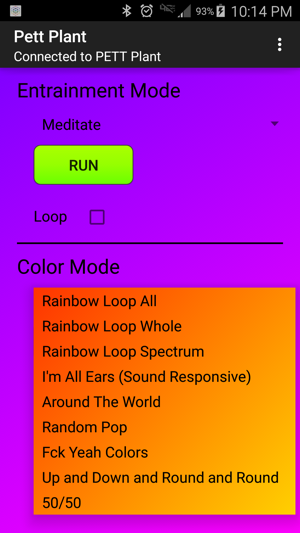 93% 10:14 PM
Pett Plant
Connected to PETT Plant
Entrainment Mode
Meditate
RUN
Loop
Color Mode
Rainbow Loop All
Rainbow Loop Whole
Rainbow Loop Spectrum
I'm All Ears (Sound Responsive)
Around The World
Random Pop
Fck Yeah Colors
Up and Down and Round and Round
50/50